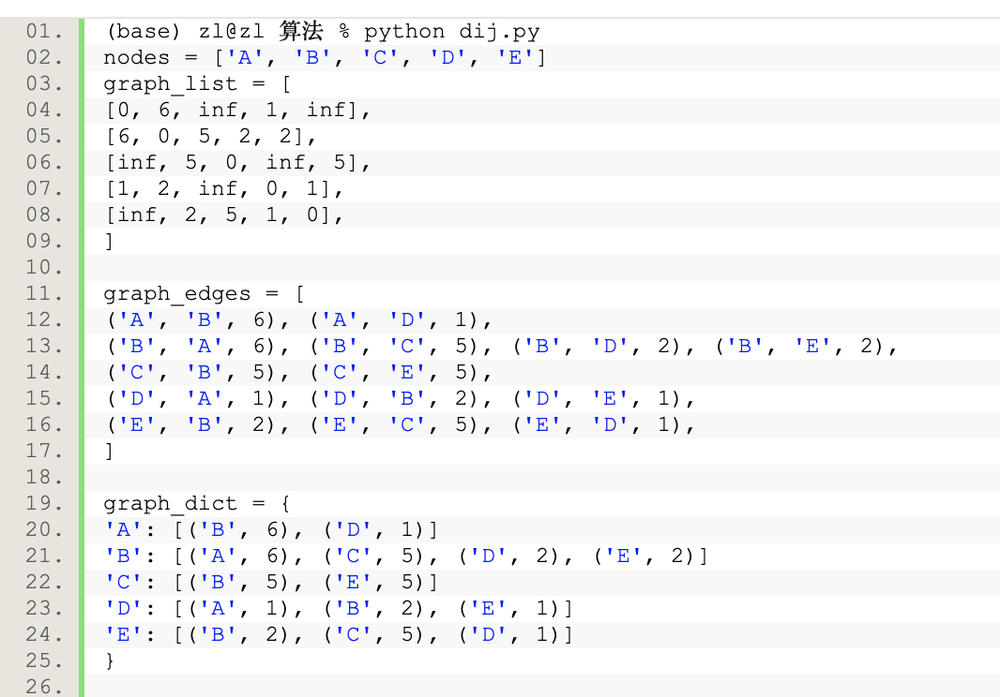 01. (base) zl@zl 算法 % python dij.py
02. nodes = ['A', 'B', 'C', 'D', 'E']
03. graph_list = [
04. [0, 6, inf, 1, inf],
05. [6, 0, 5, 2, 2],
06. [inf, 5, 0, inf, 5],
07. [1, 2, inf, 0, 1],
08. [inf, 2, 5, 1, 0],
09. ]
10.
11. graph_edges = [
12. ('A', 'B', 6), ('A', 'D', 1),
13. ('B', 'A', 6), ('B', 'C', 5), ('B', 'D', 2), ('B', 'E', 2),
14. ('C', 'B', 5), ('C', 'E', 5),
15. ('D', 'A', 1), ('D', 'B', 2), ('D', 'E', 1),
16. ('E', 'B', 2), ('E', 'C', 5), ('E', 'D', 1),
17. ]
18.
19. graph_dict = {
20. 'A': [('B', 6), ('D', 1)]
21. 'B': [('A', 6), ('C', 5), ('D', 2), ('E', 2)]
22. 'C': [('B', 5), ('E', 5)]
23. 'D': [('A', 1), ('B', 2), ('E', 1)]
24. 'E': [('B', 2), ('C', 5), ('D', 1)]
25. }
26.